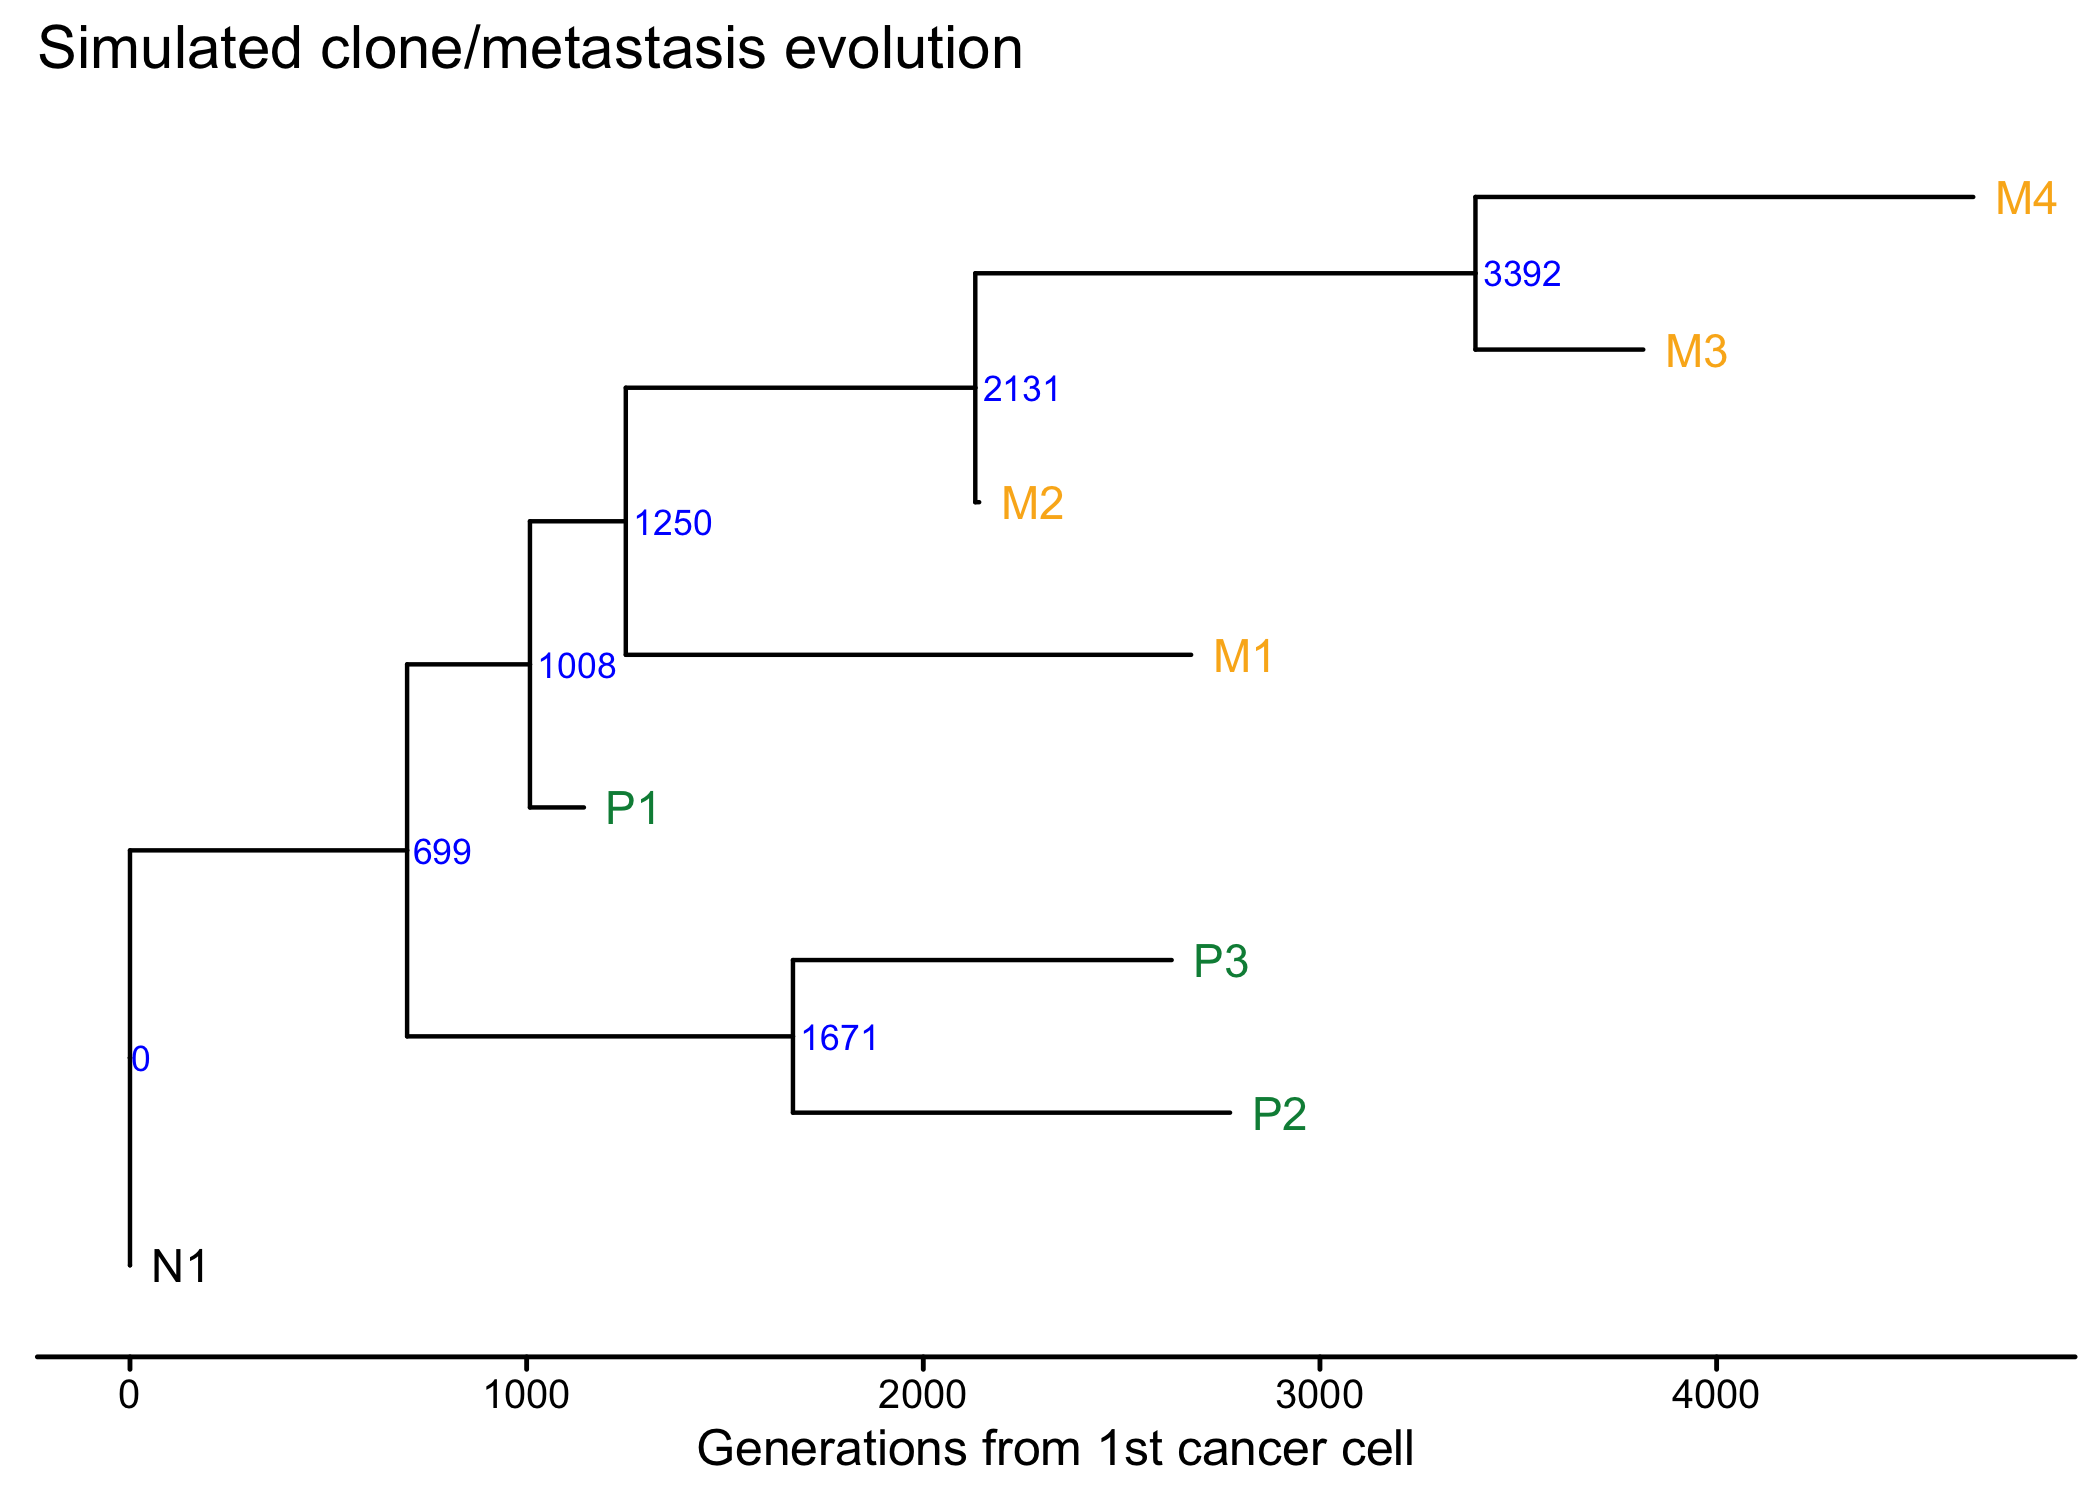 Simulated clone/metastasis evolution
M4
3392
M3
2131
M2
1250
M1
1008
P1
699
P3
1671
0
P2
N1
0 1000 2000 3000 4000
Generations from 1st cancer cell